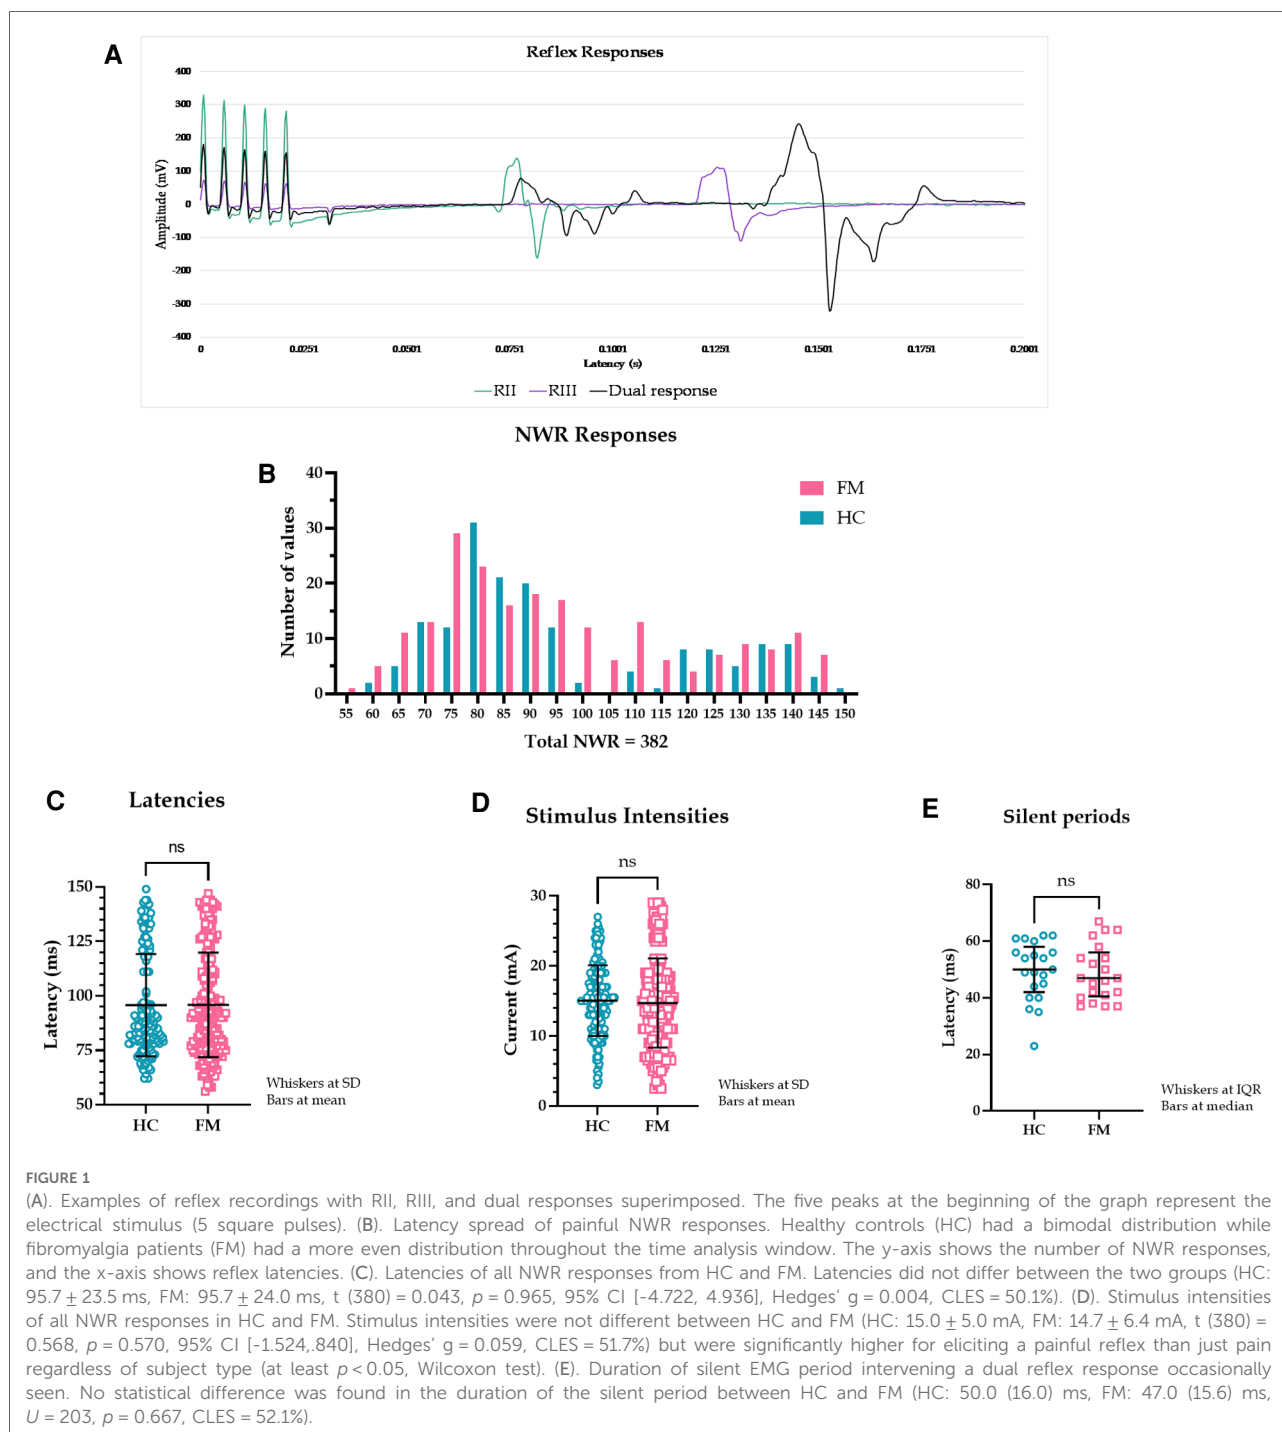 A
Reflex Responses
400
300
200
100
0
-100
-200
-300
-400
Amplitude (mV)
0 0.0251 0.0501 0.0751 0.1001 0.1251 0.1501 0.1751 0.2001
Latency (s)
RII RIII Dual response
NWR Responses
B
40
30
20
10
0
Number of values
FM
HC
55 60 65 70 75 80 85 90 95 100 105 110 115 120 125 130 135 140 145 150
Total NWR = 382
C
Latencies
ns
150
125
100
75
50
Latency (ms)
HC FM
Whiskers at SD
Bars at mean
D
Stimulus Intensities
ns
30
20
10
0
Current (mA)
HC FM
Whiskers at SD
Bars at mean
E
Silent periods
ns
80
60
40
20
0
Latency (ms)
HC FM
Whiskers at IQR
Bars at median
FIGURE 1
(A). Examples of reflex recordings with RII, RIII, and dual responses superimposed. The five peaks at the beginning of the graph represent the
electrical stimulus (5 square pulses). (B). Latency spread of painful NWR responses. Healthy controls (HC) had a bimodal distribution while
fibromyalgia patients (FM) had a more even distribution throughout the time analysis window. The y-axis shows the number of NWR responses,
and the x-axis shows reflex latencies. (C). Latencies of all NWR responses from HC and FM. Latencies did not differ between the two groups (HC:
95.7 ± 23.5 ms, FM: 95.7 ± 24.0 ms, t (380) = 0.043, p = 0.965, 95% CI [-4.722, 4.936], Hedges' g = 0.004, CLES = 50.1%). (D). Stimulus intensities
of all NWR responses in HC and FM. Stimulus intensities were not different between HC and FM (HC: 15.0 ± 5.0 mA, FM: 14.7 ± 6.4 mA, t (380) =
0.568, p = 0.570, 95% CI [-1.524,.840], Hedges' g = 0.059, CLES = 51.7%) but were significantly higher for eliciting a painful reflex than just pain
regardless of subject type (at least p < 0.05, Wilcoxon test). (E). Duration of silent EMG period intervening a dual reflex response occasionally
seen. No statistical difference was found in the duration of the silent period between HC and FM (HC: 50.0 (16.0) ms, FM: 47.0 (15.6) ms,
U = 203, p = 0.667, CLES = 52.1%).